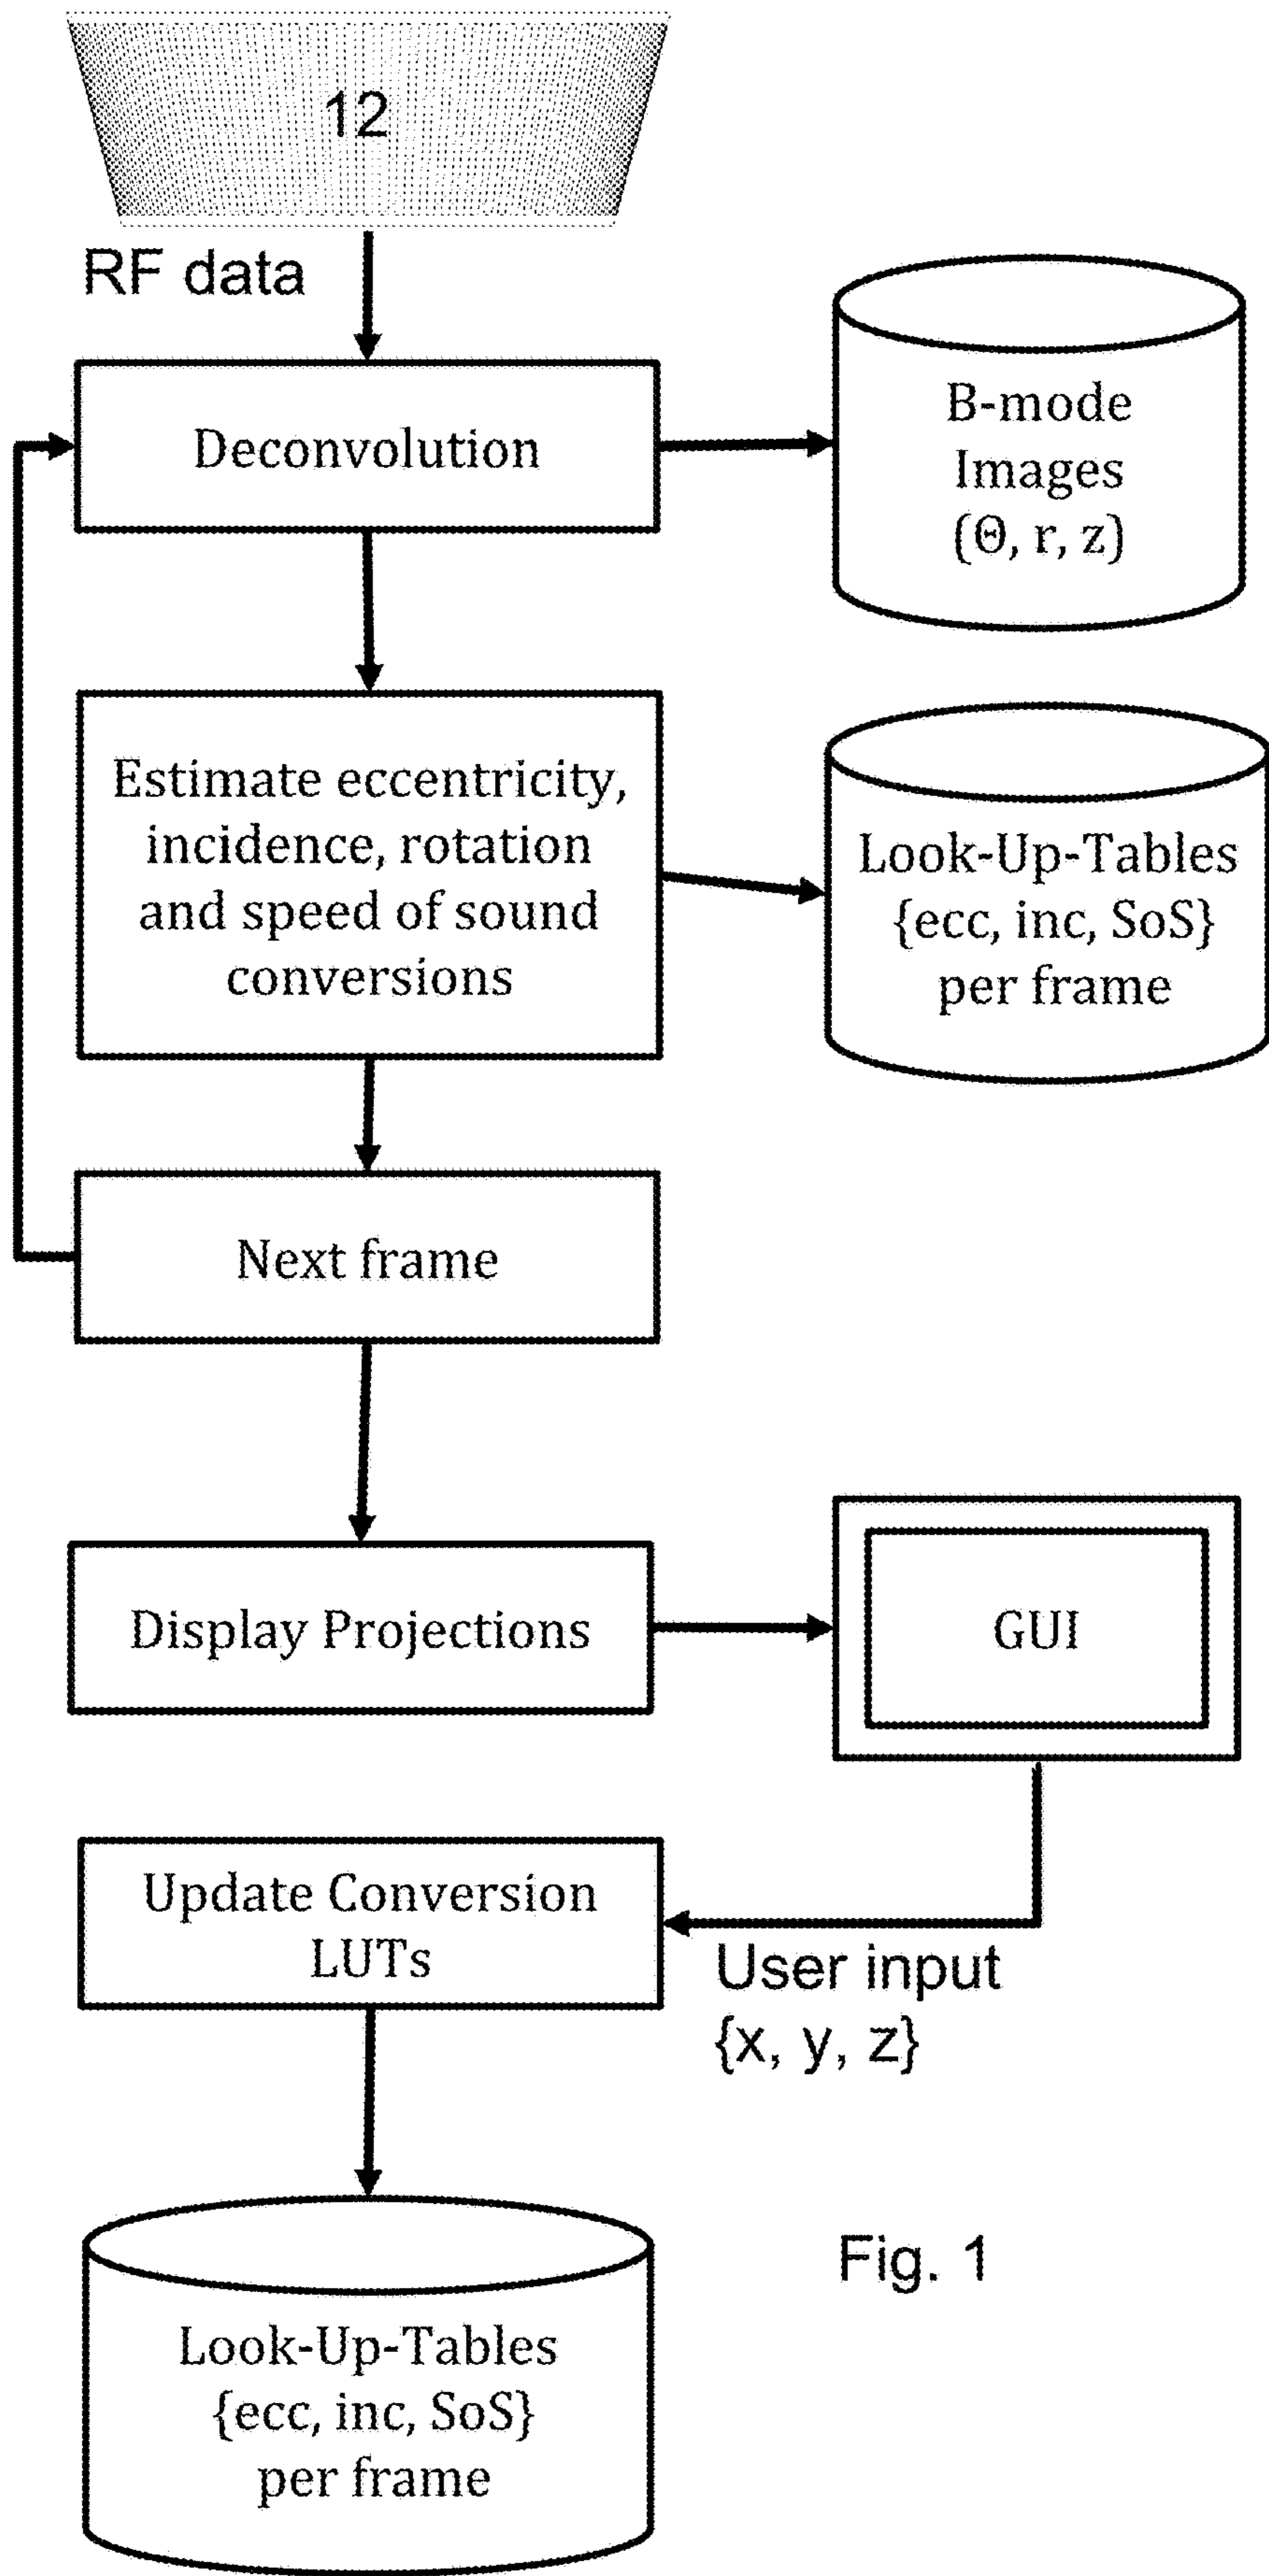 12
RF data
Deconvolution
B-mode
Images
(Θ, r, z)
Estimate eccentricity,
incidence, rotation
and speed of sound
conversions
Look-Up-Tables
{ecc, inc, SoS}
per frame
Next frame
Display Projections
GUI
Update Conversion
LUTs
User input
{x, y, z}
Fig. 1
Look-Up-Tables
{ecc, inc, SoS}
per frame